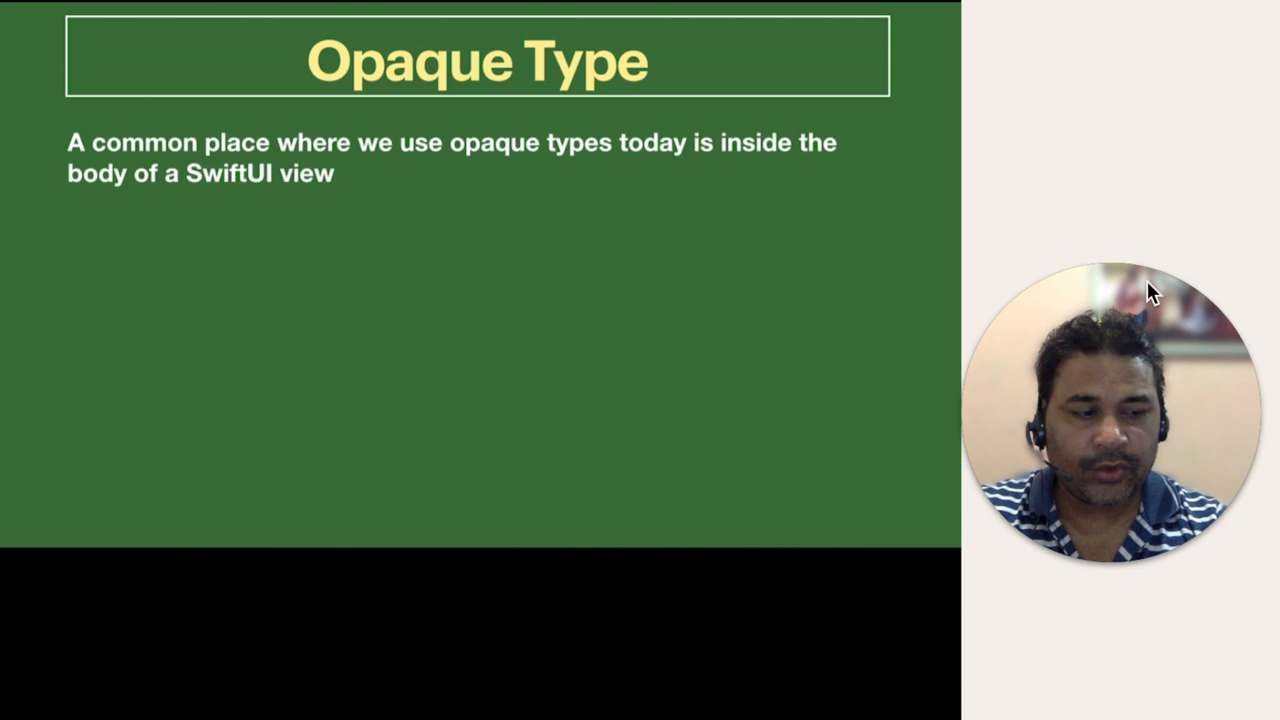 Opaque Type
A common place where we use opaque types today is inside the
body of a SwiftUI view